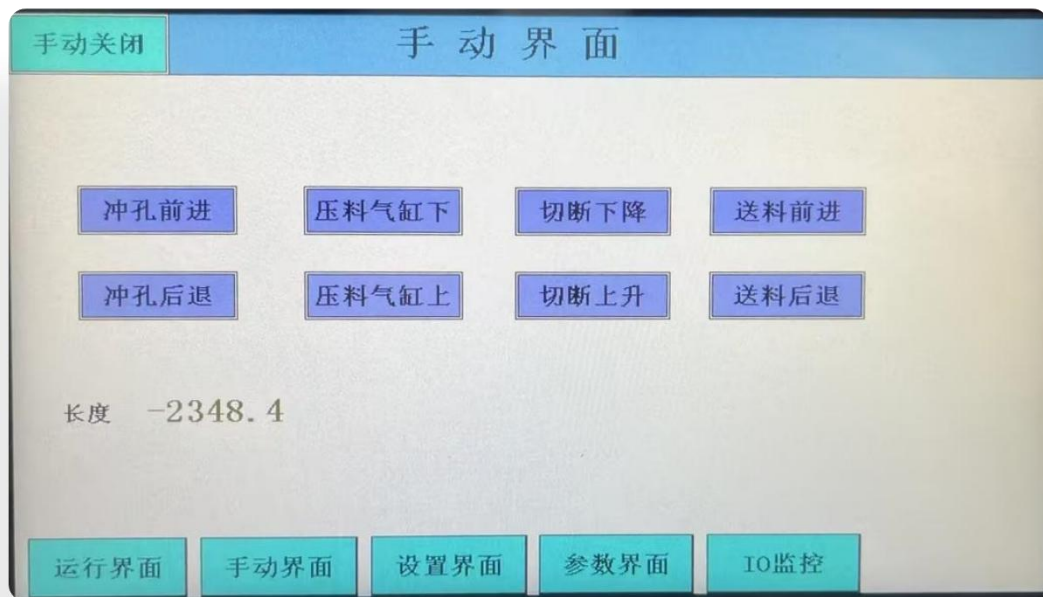 手动关闭 手动界面
冲孔前进 压料气缸下 切断下降 送料前进
冲孔后退 压料气缸上 切断上升 送料后退
长度 -2348.4
运行界面 手动界面 设置界面 参数界面 IO监控